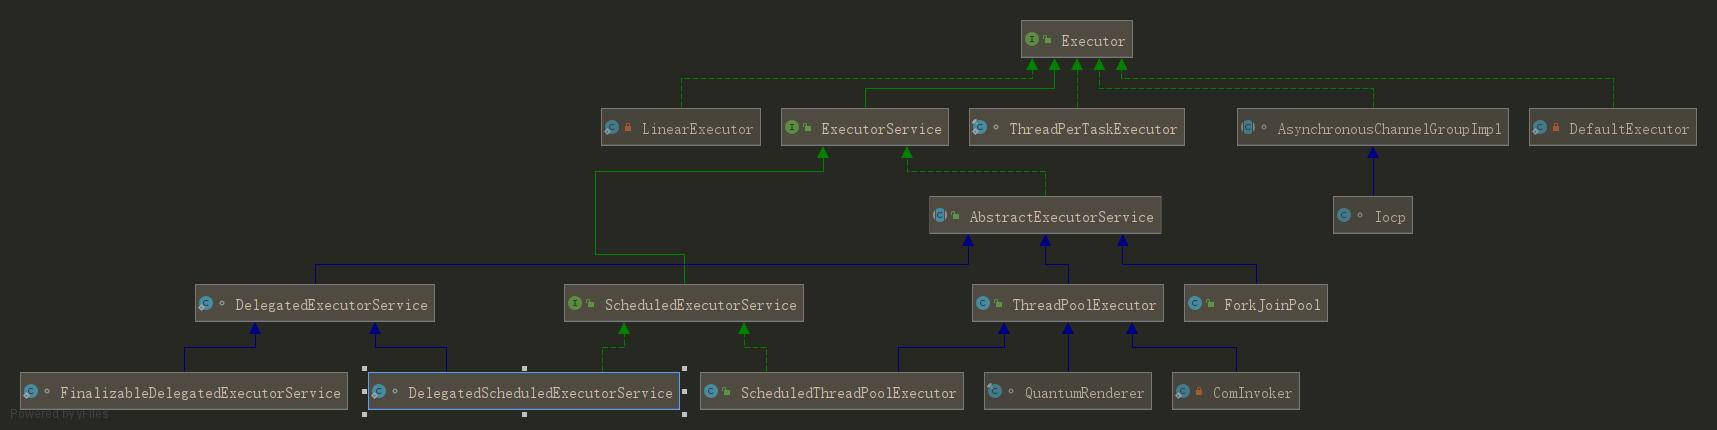 Executor
LinearExecutor
ExecutorService
ThreadPerTaskExecutor
AsynchronousChannelGroupImpl
DefaultExecutor
AbstractExecutorService
Iocp
DelegatedExecutorService
ScheduledExecutorService
ThreadPoolExecutor
ForkJoinPool
FinalizableDelegatedExecutorService
DelegatedScheduledExecutorService
ScheduledThreadPoolExecutor
QuantumRenderer
ComInvoker
Powered by yFiles